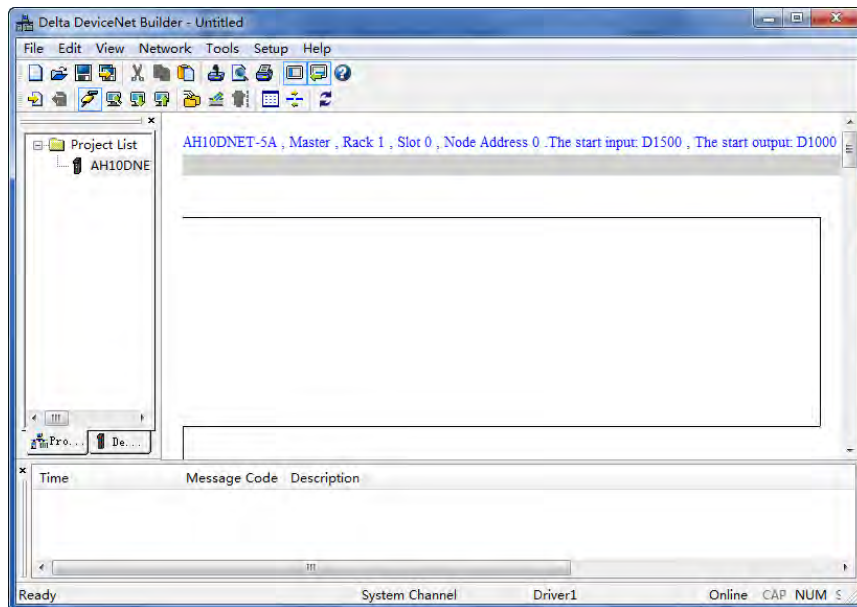 Delta DeviceNet Builder - Untitled
File Edit View Network Tools Setup Help
Project List
AH10DNE
AH10DNET-5A , Master , Rack 1 , Slot 0 , Node Address 0 .The start input: D1500 , The start output: D1000
Pro... De...
Time Message Code Description
Ready System Channel Driver1 Online CAP NUM S